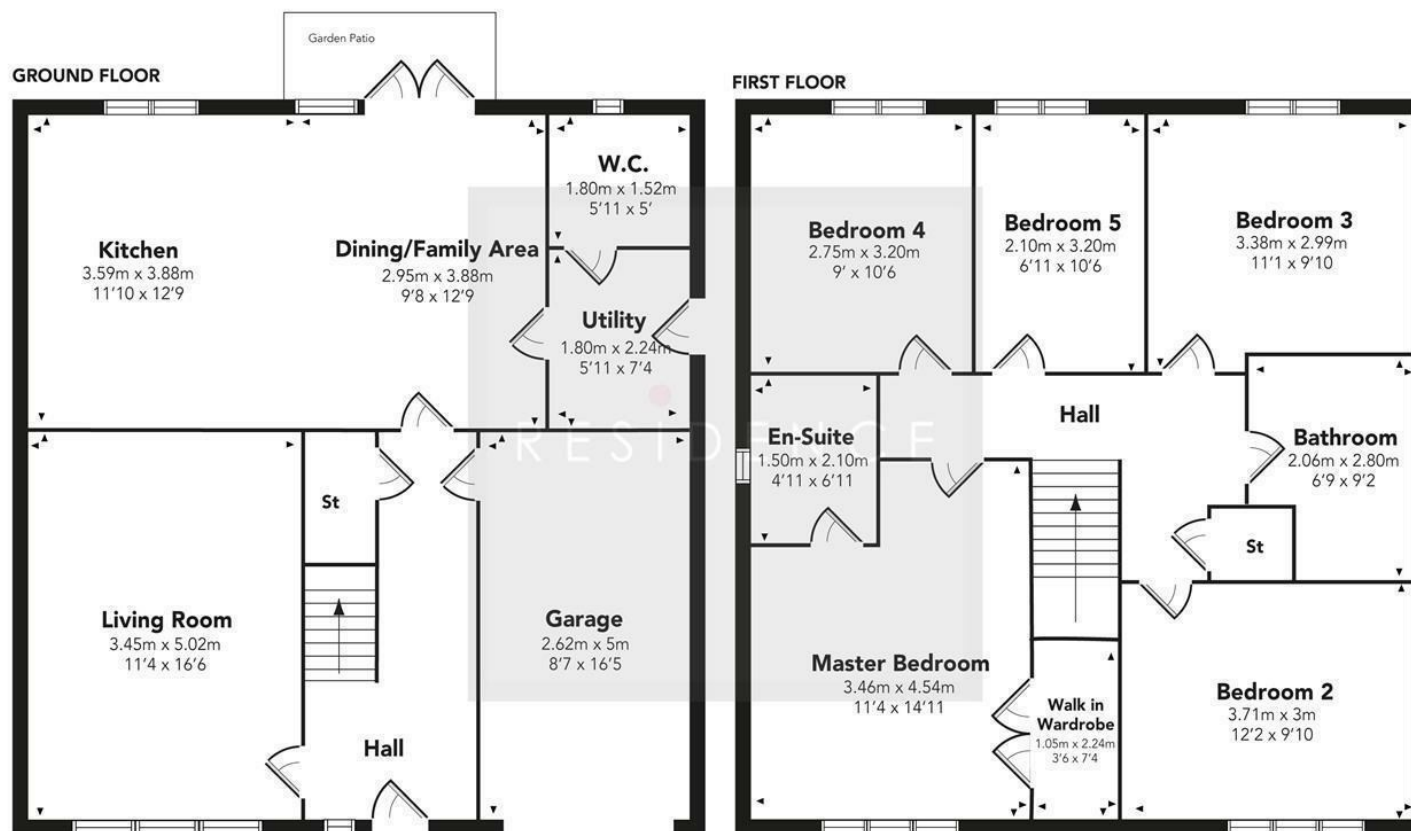 GROUND FLOOR
Garden Patio
Kitchen
3.59m x 3.88m
11'10 x 12'9
Dining/Family Area
2.95m x 3.88m
9'8 x 12'9
W.C.
1.80m x 1.52m
5'11 x 5'
Utility
1.80m x 2.24m
5'11 x 7'4
St
Living Room
3.45m x 5.02m
11'4 x 16'6
Hall
Garage
2.62m x 5m
8'7 x 16'5
RESIDENCE
FIRST FLOOR
Bedroom 4
2.75m x 3.20m
9' x 10'6
Bedroom 5
2.10m x 3.20m
6'11 x 10'6
Bedroom 3
3.38m x 2.99m
11'1 x 9'10
En-Suite
1.50m x 2.10m
4'11 x 6'11
Hall
Bathroom
2.06m x 2.80m
6'9 x 9'2
St
Master Bedroom
3.46m x 4.54m
11'4 x 14'11
Walk in
Wardrobe
1.05m x 2.24m
3'6 x 7'4
Bedroom 2
3.71m x 3m
12'2 x 9'10